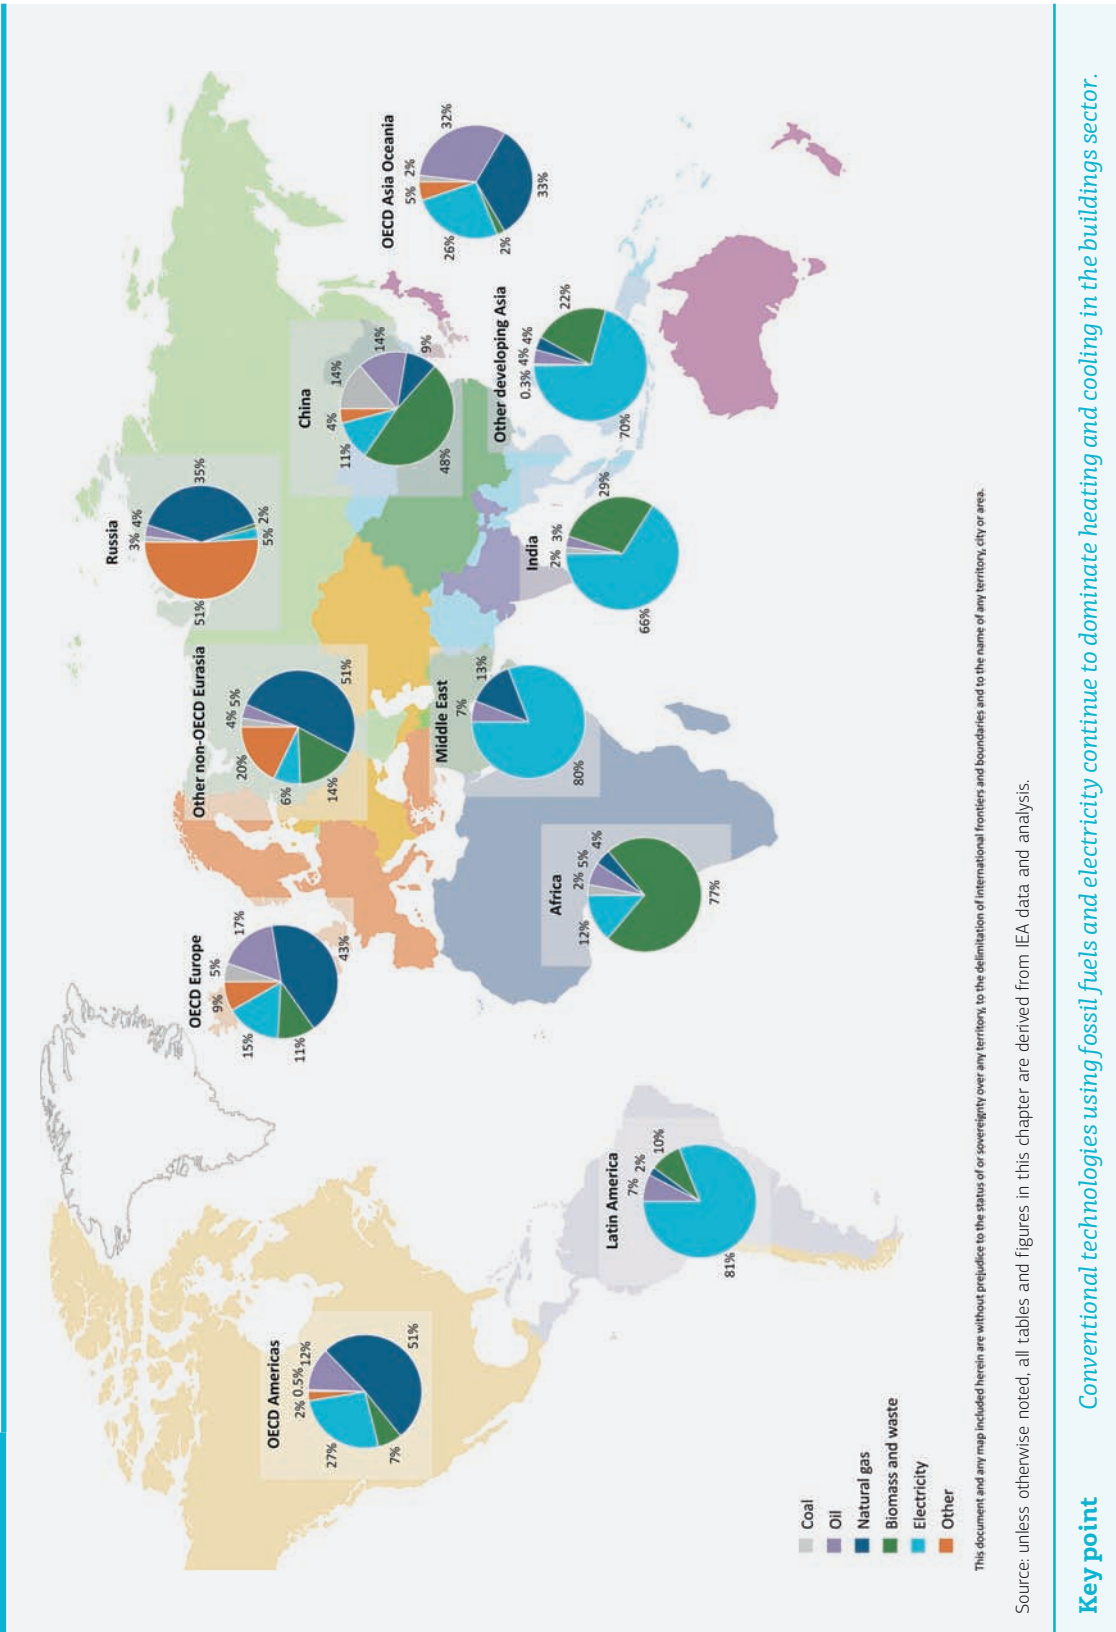 OECD Americas
2% 0.5% 12%
51%
7%
27%
OECD Europe
9% 5% 17%
43%
11%
15%
Other non-OECD Eurasia
4% 5%
51%
14%
6%
20%
Russia
3% 4%
35%
2%
5%
51%
China
4% 14%
14%
9%
48%
11%
OECD Asia Oceania
5% 2%
32%
33%
2%
26%
Latin America
7% 2%
10%
81%
Africa
2% 5% 4%
77%
12%
Middle East
7% 13%
80%
India
2% 3%
29%
66%
Other developing Asia
0.3% 4% 4%
22%
70%
Coal
Oil
Natural gas
Biomass and waste
Electricity
Other
This document and any map included herein are without prejudice to the status of or sovereignty over any territory, to the delimitation of international frontiers and boundaries and to the name of any territory, city or area.
Source: unless otherwise noted, all tables and figures in this chapter are derived from IEA data and analysis.
Key point Conventional technologies using fossil fuels and electricity continue to dominate heating and cooling in the buildings sector.